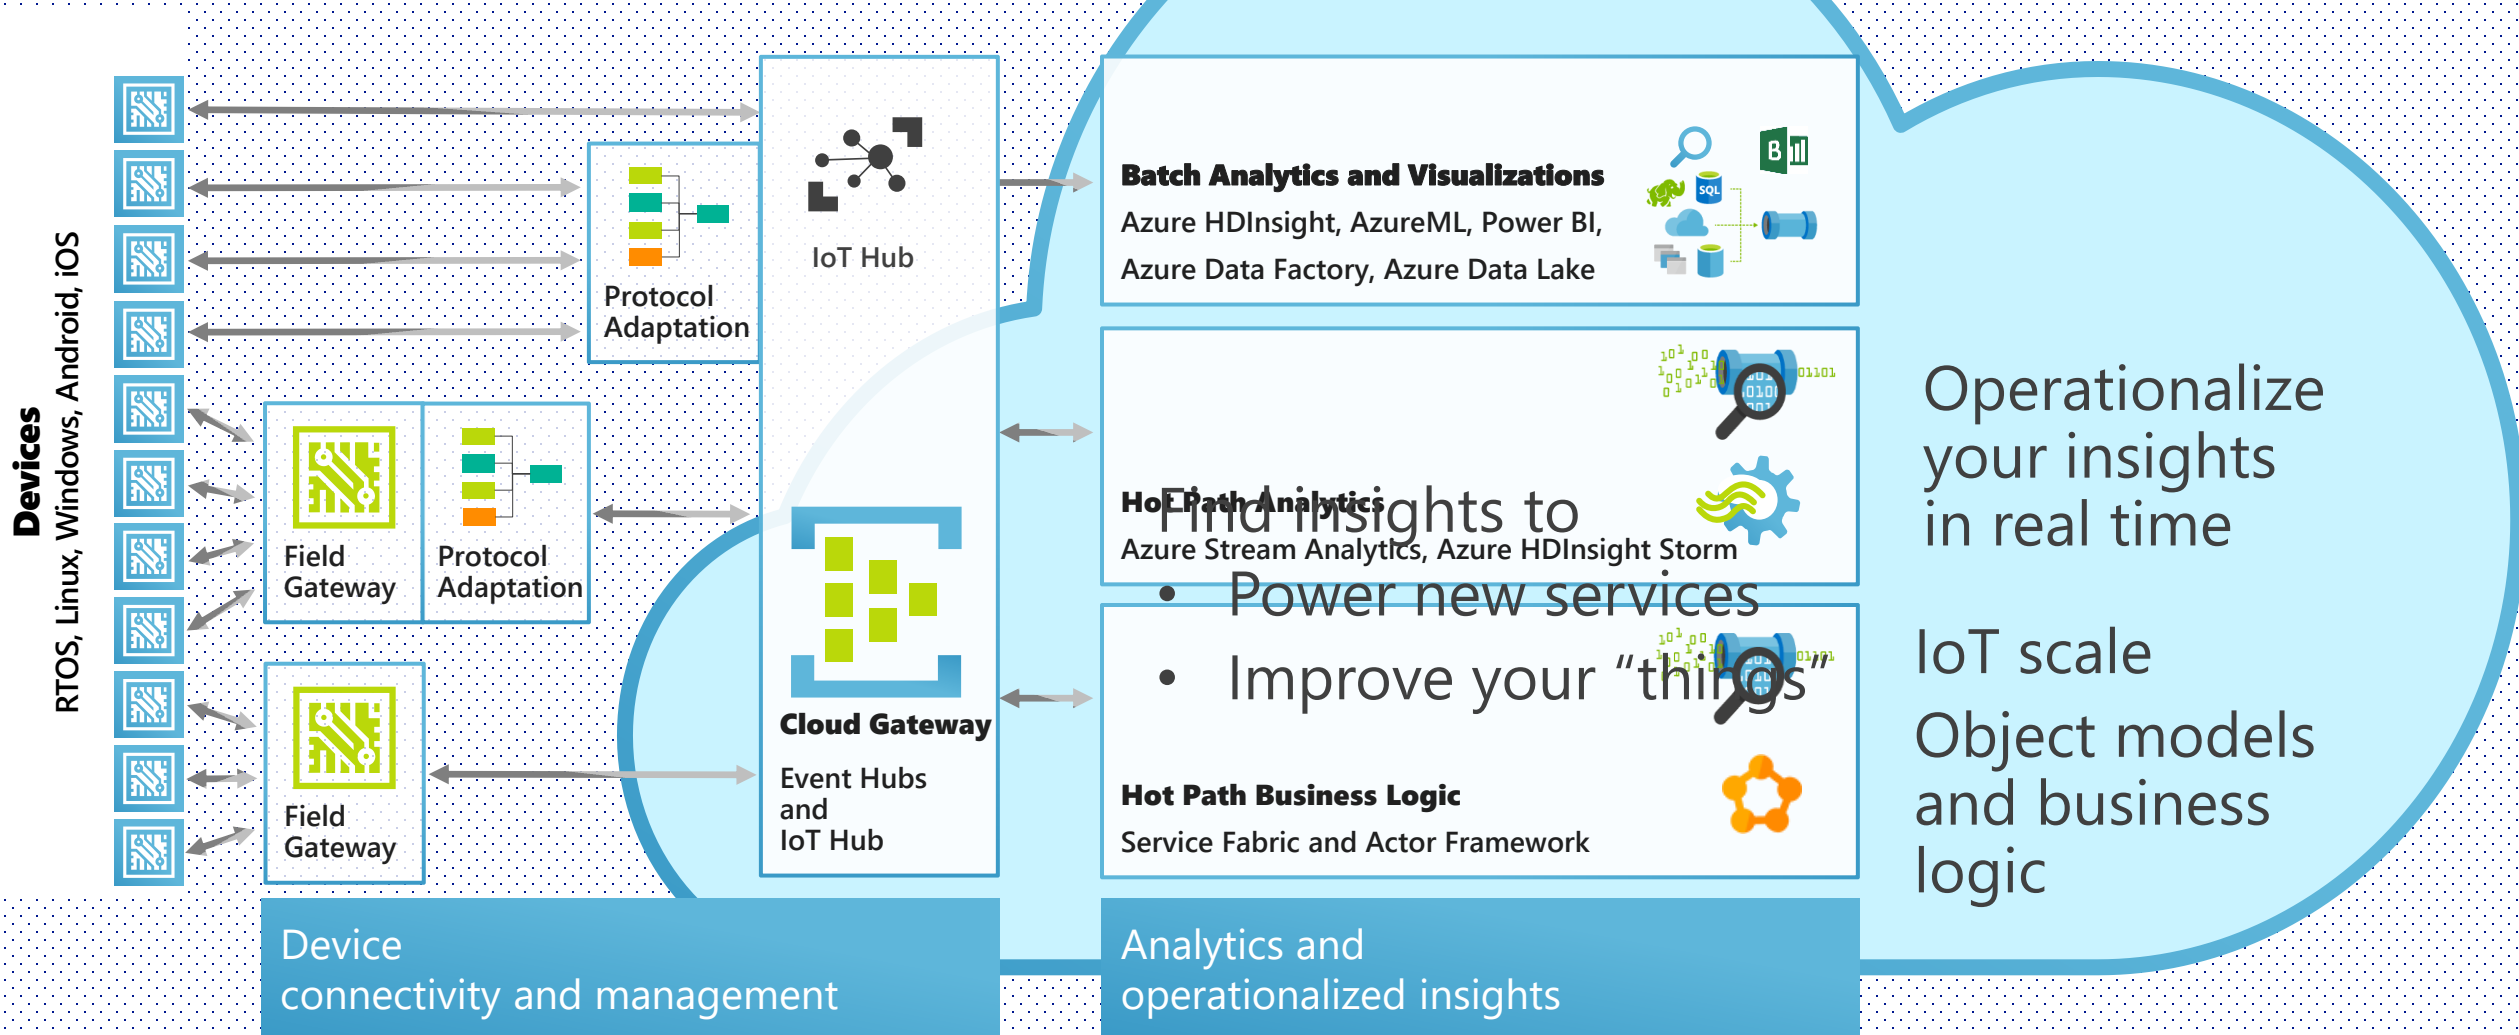 Devices
RTOS, Linux, Windows, Android, iOS
Protocol
Adaptation
Field
Gateway
Protocol
Adaptation
Field
Gateway
IoT Hub
Cloud Gateway
Event Hubs
and
IoT Hub
Batch Analytics and Visualizations
Azure HDInsight, AzureML, Power BI,
Azure Data Factory, Azure Data Lake
SQL
B
Hot Path Analytics
Azure Stream Analytics, Azure HDInsight Storm
01101
Find insights to
• Power new services
• Improve your “things”
Hot Path Business Logic
Service Fabric and Actor Framework
Operationalize
your insights
in real time
IoT scale
Object models
and business
logic
Device
connectivity and management
Analytics and
operationalized insights